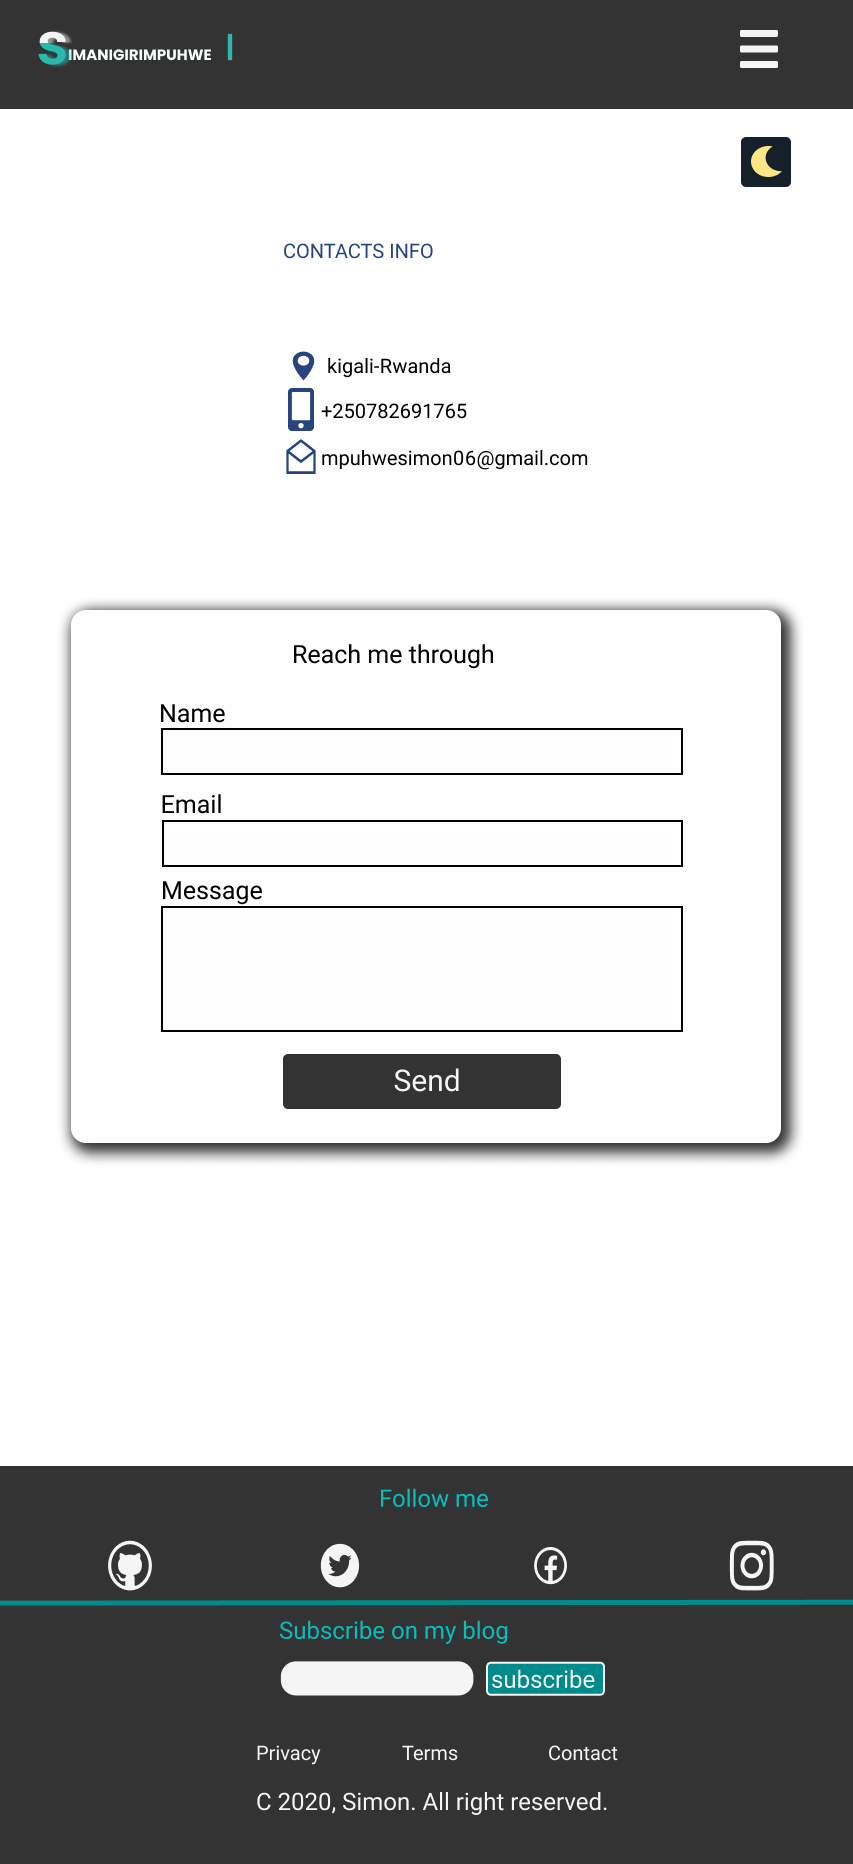 SIMANIGIRIMPUHWE
CONTACTS INFO
kigali-Rwanda
+250782691765
mpuhwesimon06@gmail.com
Reach me through
Name
Email
Message
Send
Follow me
Subscribe on my blog
subscribe
Privacy Terms Contact
C 2020, Simon. All right reserved.